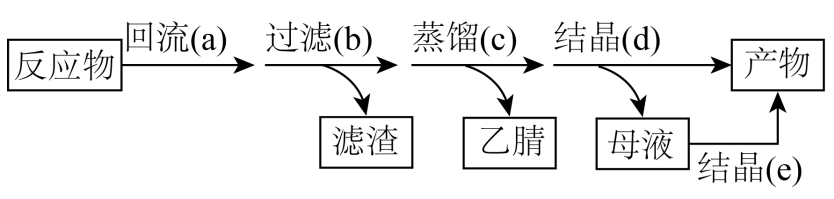 回流(a)
过滤(b)
蒸馏(c)
结晶(d)
反应物
产物
滤渣
乙腈
母液
结晶(e)